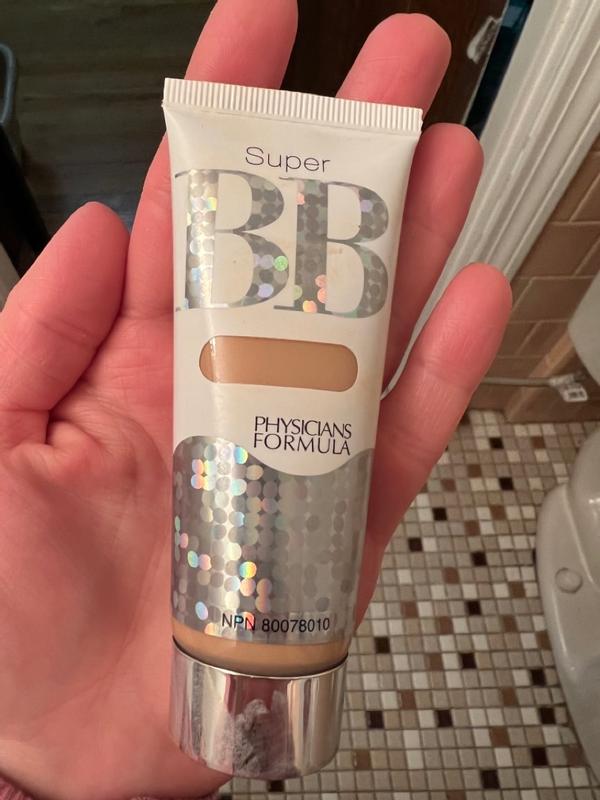 Super
BB
PHYSICIANS
FORMULA
NPN 80078010